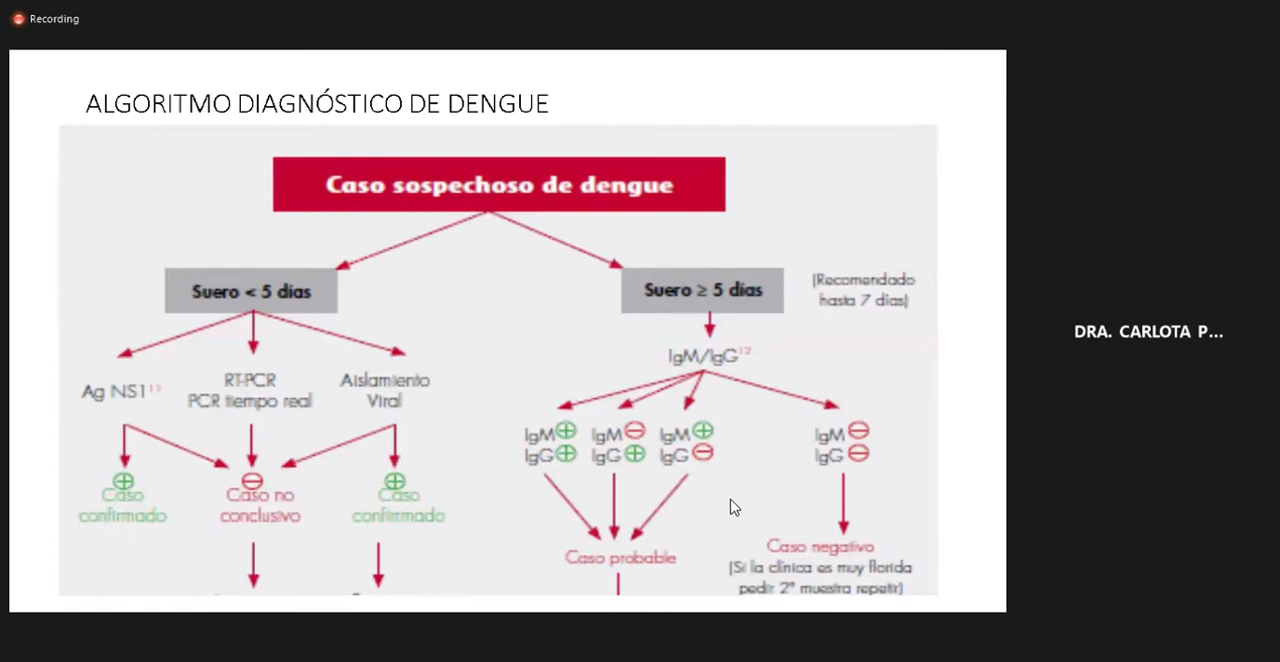 Recording
ALGORITMO DIAGNÓSTICO DE DENGUE
Caso sospechoso de dengue
Suero < 5 días
Suero ≥ 5 días
(Recomendado
hasta 7 días)
IgM/IgG¹²
Ag NS1¹¹
RT-PCR
PCR tiempo real
Aislamiento
Viral
IgM⊕
IgG⊕
IgM⊖
IgG⊕
IgM⊕
IgG⊖
IgM⊖
IgG⊖
Caso
confirmado
Caso no
conclusivo
Caso
confiirmado
Caso probable
Caso negativo
(Si la clínica es muy florida
pedir 2ª muestra repetir)
DRA. CARLOTA P...